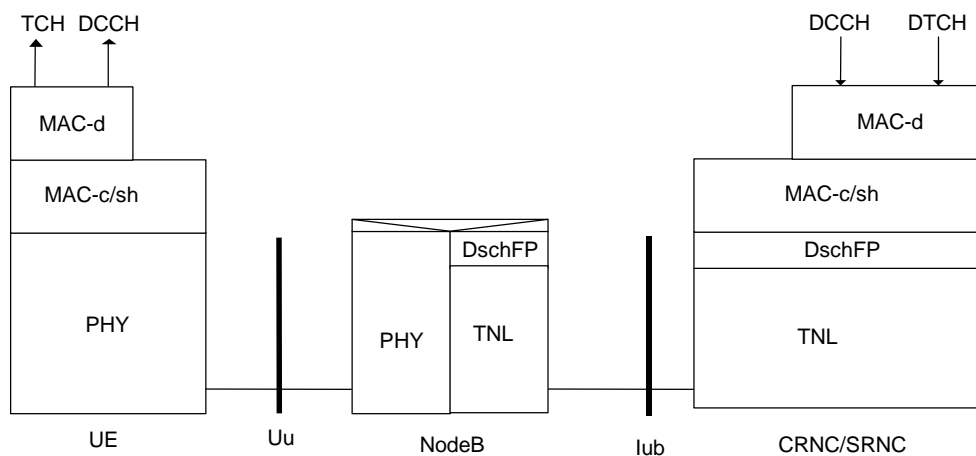 TCH DCCH DCCH DTCH
MAC-d MAC-d
MAC-c/sh MAC-c/sh
DschFP DschFP
PHY PHY TNL TNL
UE Uu NodeB Iub CRNC/SRNC